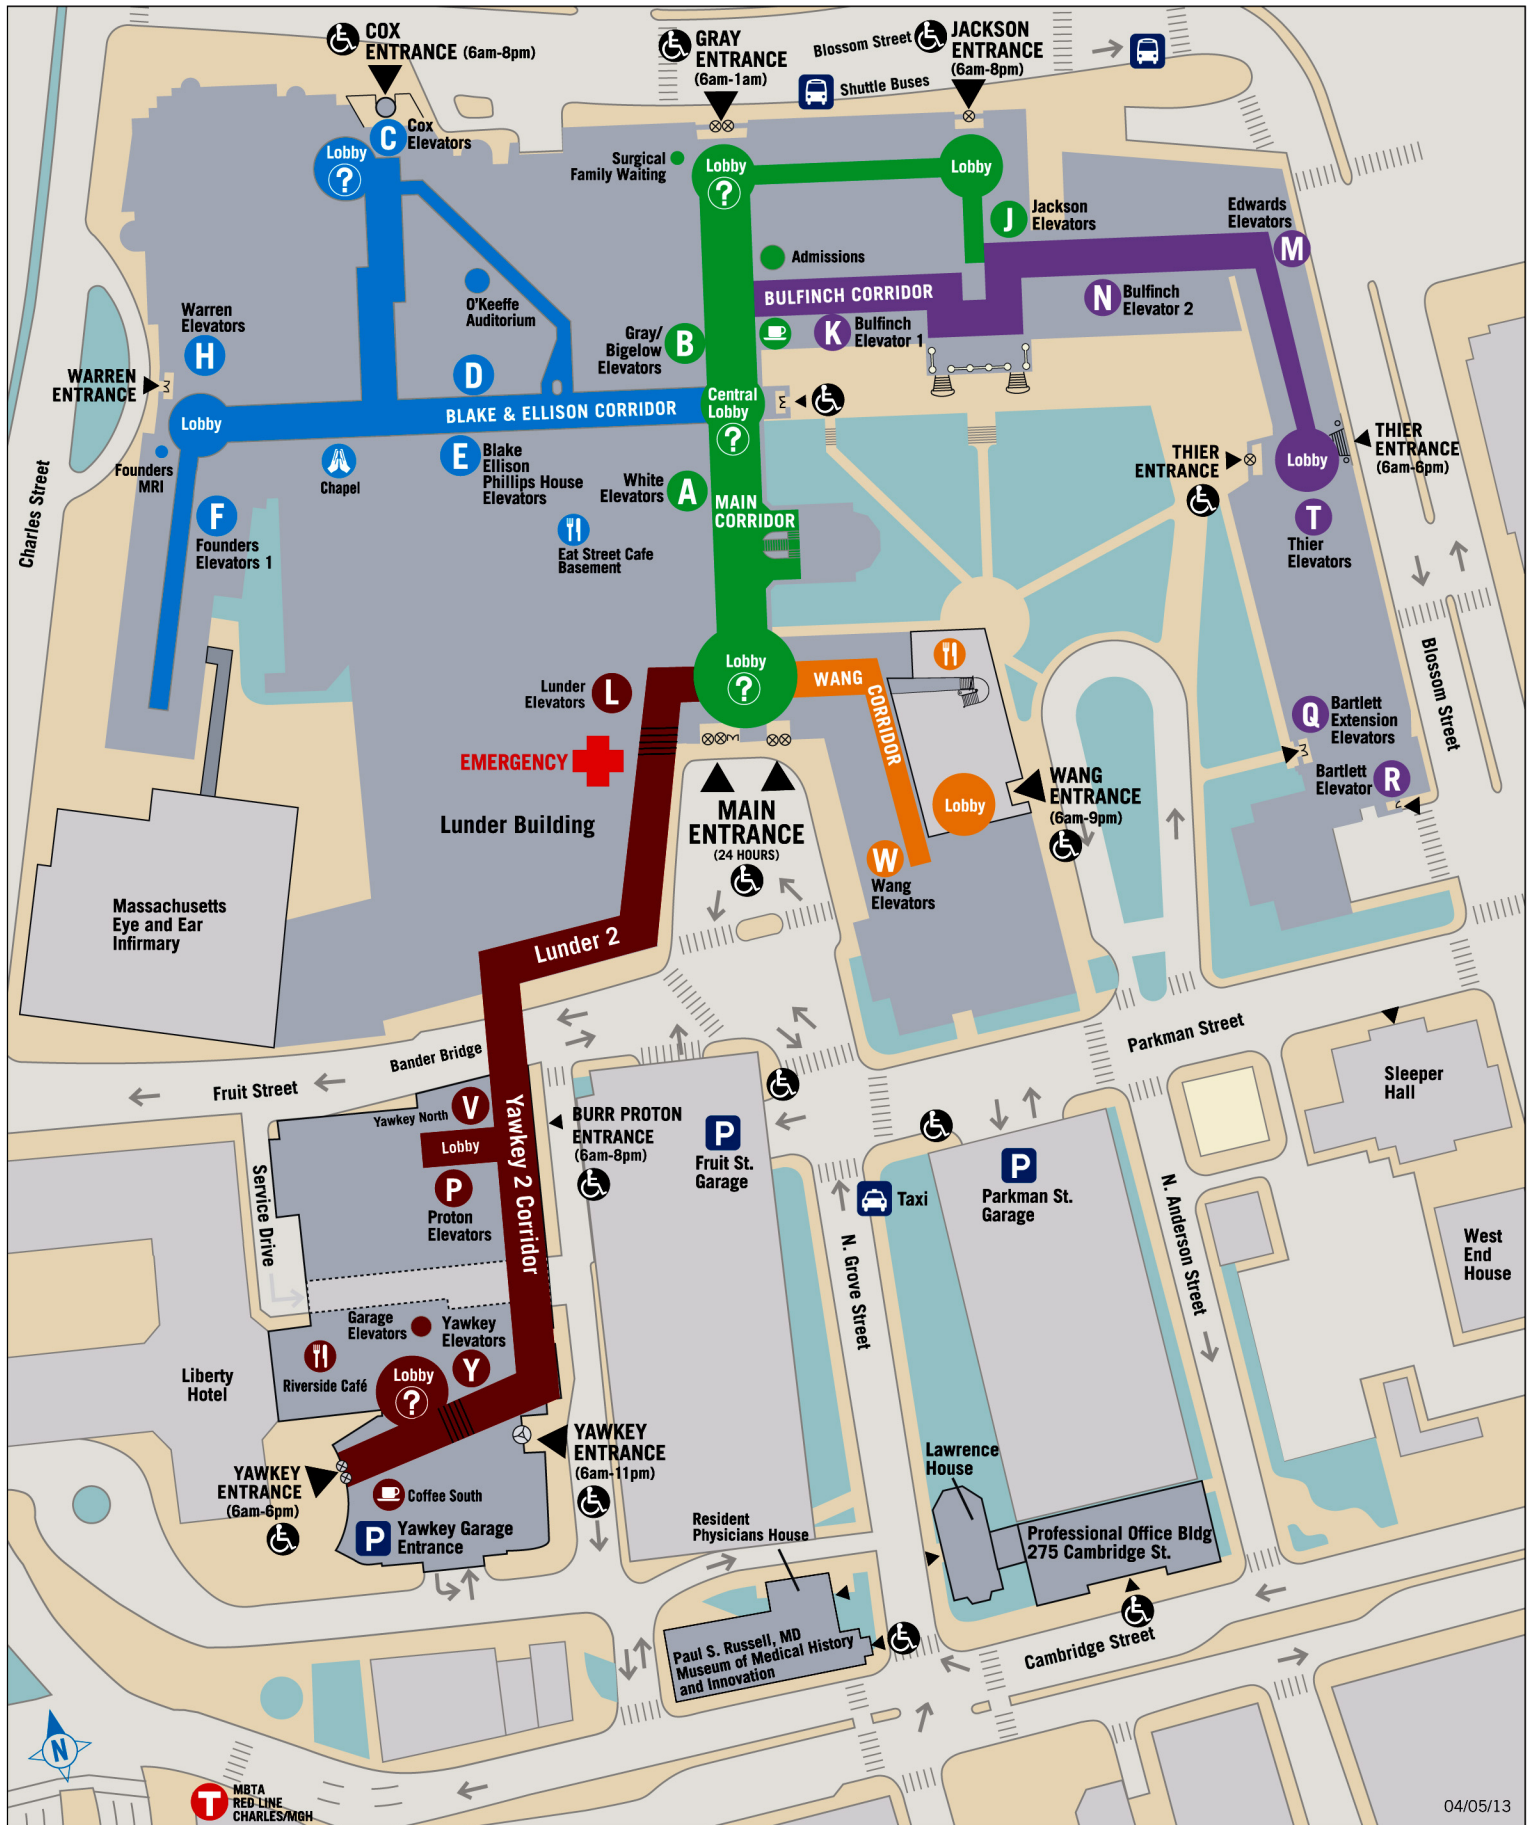 COX
ENTRANCE (6am-8pm)
GRAY
ENTRANCE
(6am-1am)
Blossom Street
JACKSON
ENTRANCE
(6am-8pm)
Shuttle Buses
C
Cox
Elevators
Lobby
?
Surgical
Family Waiting
Lobby
?
Lobby
J
Jackson
Elevators
Edwards
Elevators
M
Admissions
O'Keeffe
Auditorium
BULFINCH CORRIDOR
N
Bulfinch
Elevator 2
Warren
Elevators
H
Gray/
Bigelow
Elevators
B
K
Bulfinch
Elevator 1
WARREN
ENTRANCE
D
Lobby
BLAKE & ELLISON CORRIDOR
Central
Lobby
?
Founders
MRI
Chapel
E
Blake
Ellison
Phillips House
Elevators
White
Elevators
A
MAIN
CORRIDOR
THIER
ENTRANCE
Lobby
THIER
ENTRANCE
(6am-6pm)
Charles Street
F
Founders
Elevators 1
Eat Street Cafe
Basement
T
Thier
Elevators
Blossom Street
Lobby
?
WANG
CORRIDOR
Lunder
Elevators
L
EMERGENCY
Q
Bartlett
Extension
Elevators
Bartlett
Elevator
R
Lunder Building
MAIN
ENTRANCE
(24 HOURS)
Lobby
WANG
ENTRANCE
(6am-9pm)
W
Wang
Elevators
Massachusetts
Eye and Ear
Infirmary
Lunder 2
Parkman Street
Bander Bridge
Fruit Street
Sleeper
Hall
Yawkey North
V
Lobby
P
Proton
Elevators
Yawkey 2 Corridor
BURR PROTON
ENTRANCE
(6am-8pm)
P
Fruit St.
Garage
Taxi
P
Parkman St.
Garage
Service Drive
N. Grove Street
N. Anderson Street
West
End
House
Garage
Elevators
Yawkey
Elevators
Y
Riverside Café
Lobby
?
Liberty
Hotel
YAWKEY
ENTRANCE
(6am-11pm)
YAWKEY
ENTRANCE
(6am-6pm)
Coffee South
P
Yawkey Garage
Entrance
Lawrence
House
Resident
Physicians House
Professional Office Bldg
275 Cambridge St.
Paul S. Russell, MD
Museum of Medical History
and Innovation
Cambridge Street
N
T
MBTA
RED LINE
CHARLES/MGH
04/05/13